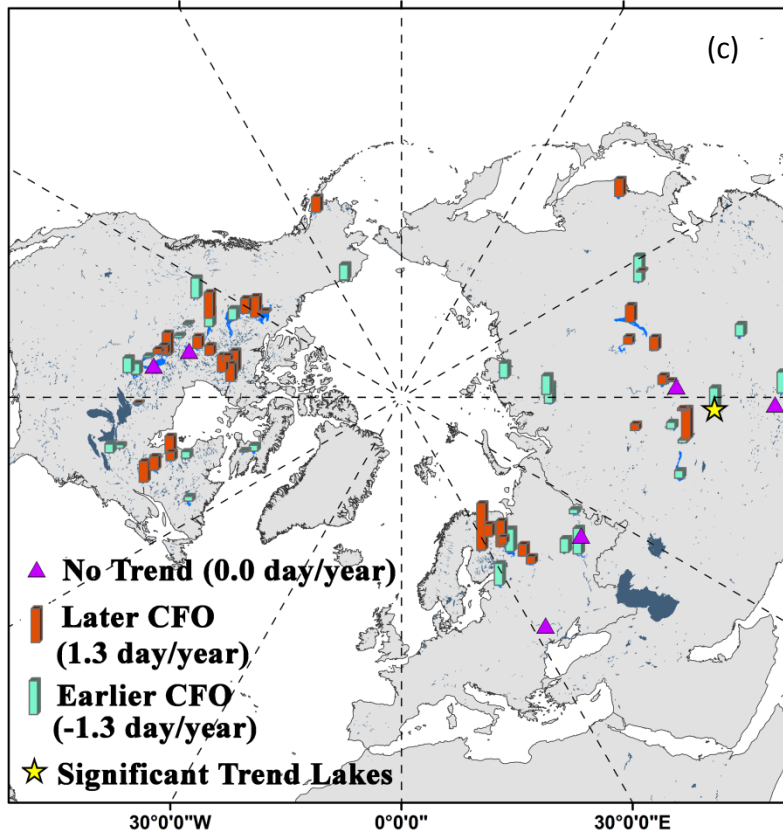 (c)
No Trend (0.0 day/year)
Later CFO
(1.3 day/year)
Earlier CFO
(-1.3 day/year)
Significant Trend Lakes
30°0'0"W 0°0'0" 30°0'0"E